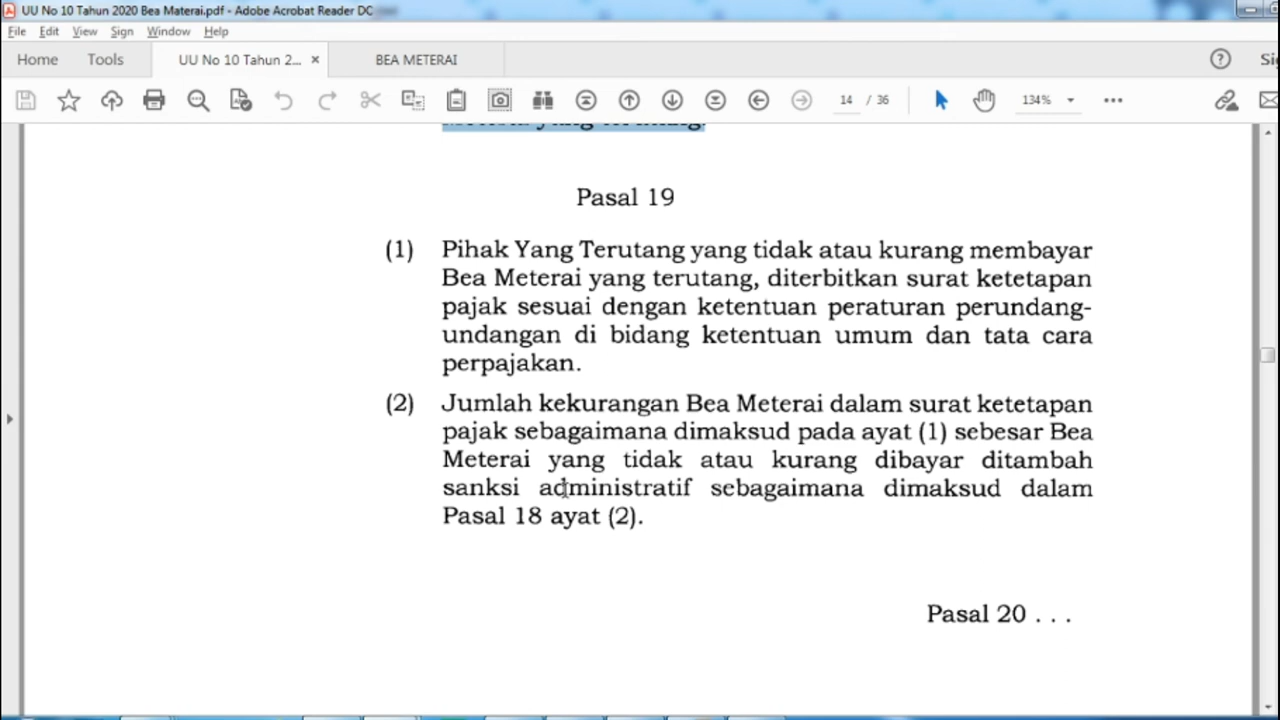 UU No 10 Tahun 2020 Bea Materai.pdf - Adobe Acrobat Reader DC
File Edit View Sign Window Help
Home Tools UU No 10 Tahun 2... × BEA METERAI
14 / 36 134%
Pasal 19
(1) Pihak Yang Terutang yang tidak atau kurang membayar
Bea Meterai yang terutang, diterbitkan surat ketetapan
pajak sesuai dengan ketentuan peraturan perundang-
undangan di bidang ketentuan umum dan tata cara
perpajakan.
(2) Jumlah kekurangan Bea Meterai dalam surat ketetapan
pajak sebagaimana dimaksud pada ayat (1) sebesar Bea
Meterai yang tidak atau kurang dibayar ditambah
sanksi administratif sebagaimana dimaksud dalam
Pasal 18 ayat (2).
Pasal 20 . . .